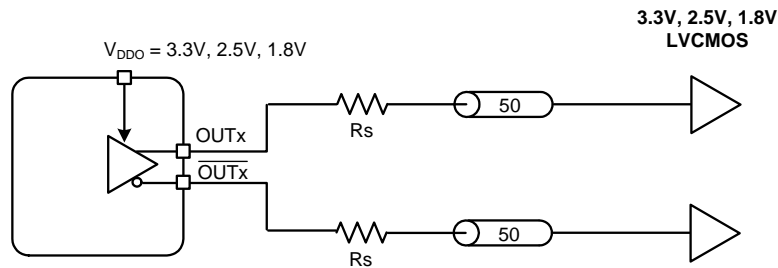 3.3V, 2.5V, 1.8V
LVCMOS
V_DDO = 3.3V, 2.5V, 1.8V
50
Rs
OUTx
OUTx
50
Rs